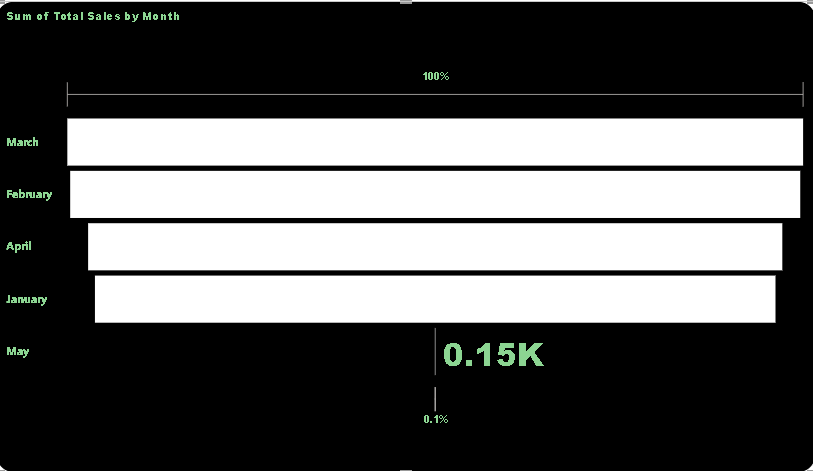 Sum of Total Sales by Month
100%
March
February
April
January
May
0.15K
0.1%